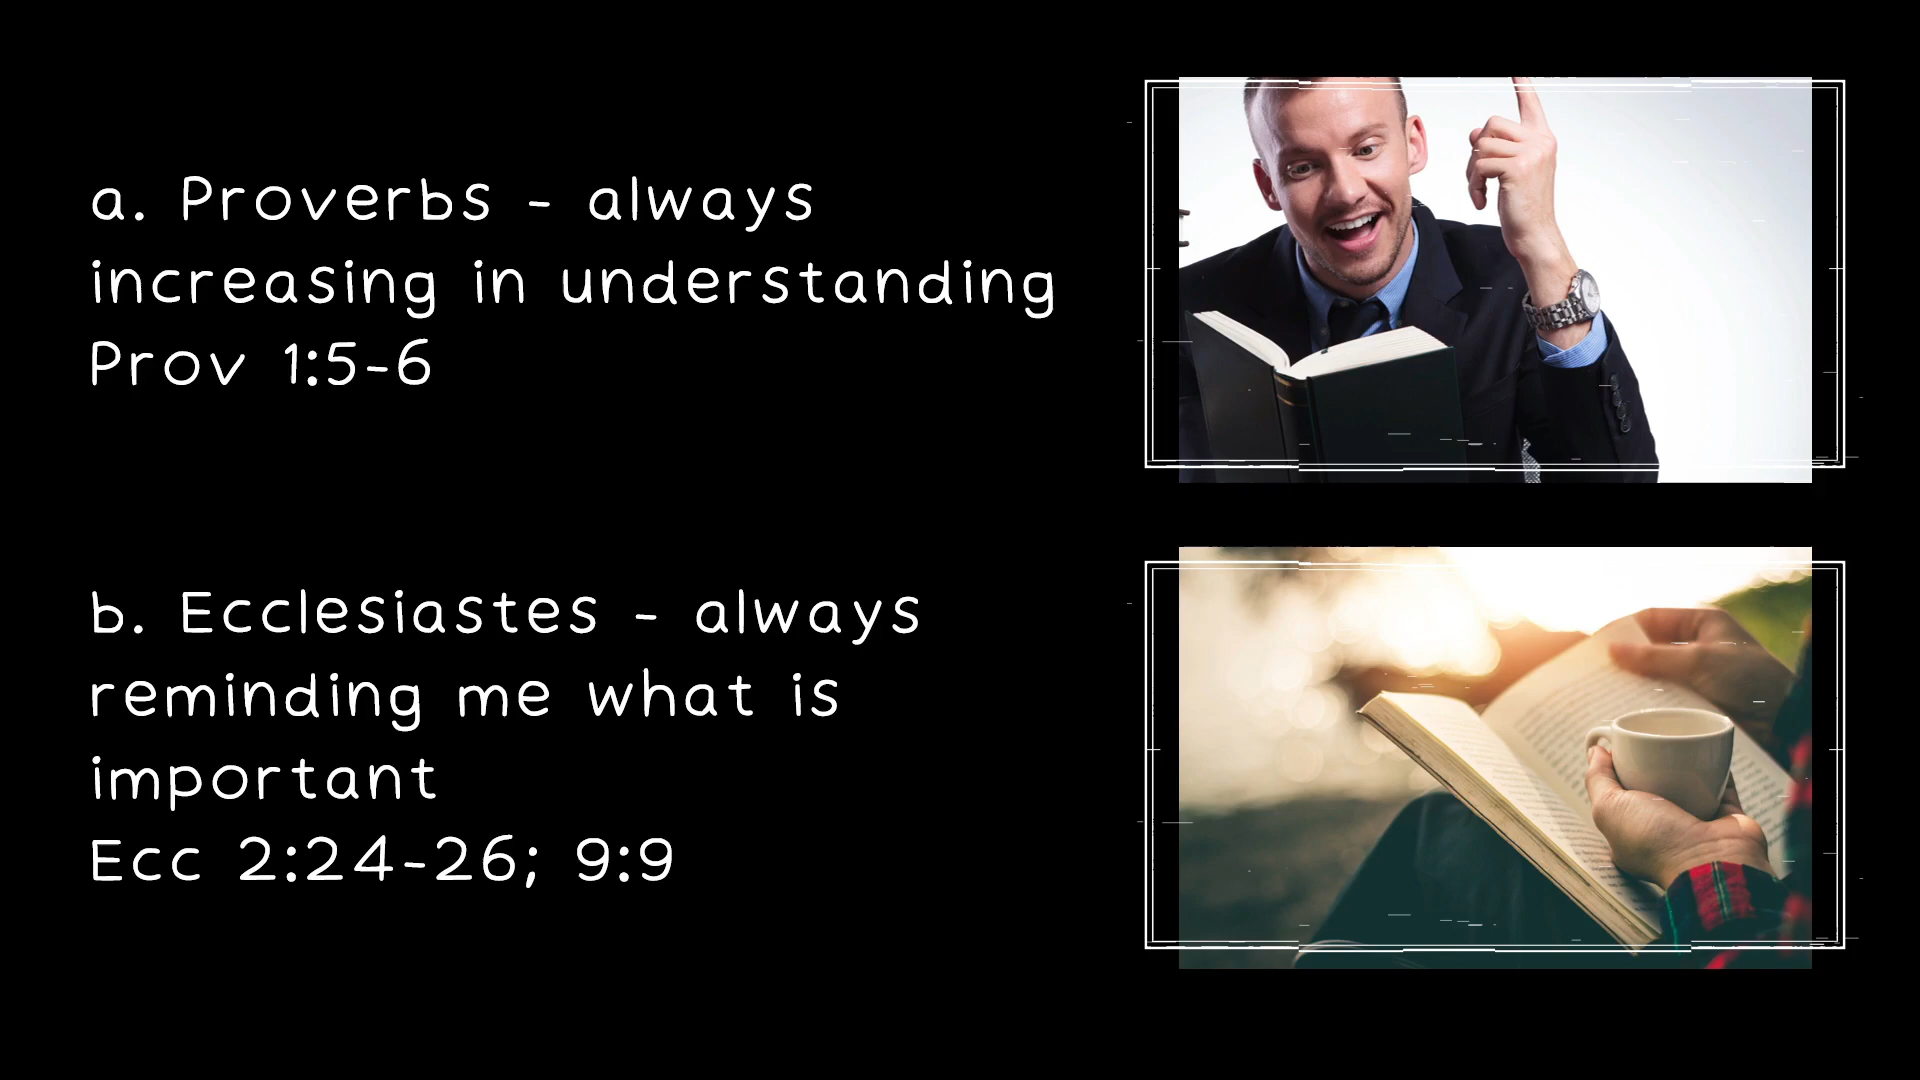 a. Proverbs - always
increasing in understanding
Prov 1:5-6
b. Ecclesiastes - always
reminding me what is
important
Ecc 2:24-26; 9:9